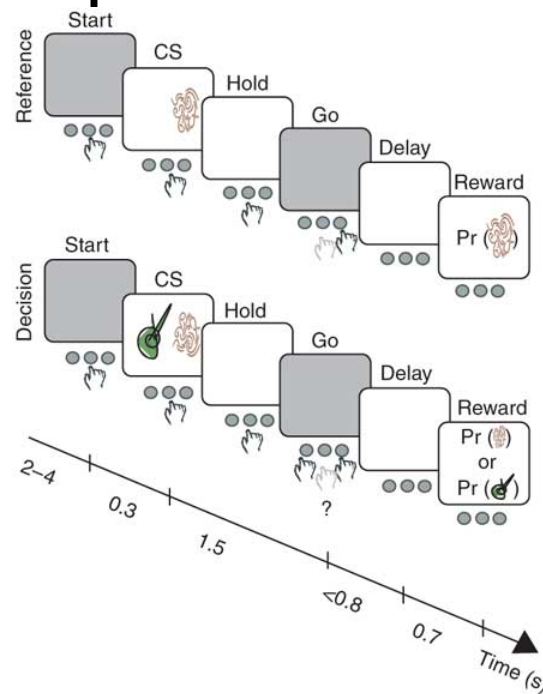 Reference
Start
CS
Hold
Go
Delay
Reward
Pr ( )
Decision
Start
CS
Hold
Go
?
Delay
Reward
Pr ( )
or
Pr ( )
2–4
0.3
1.5
<0.8
0.7
Time (s)